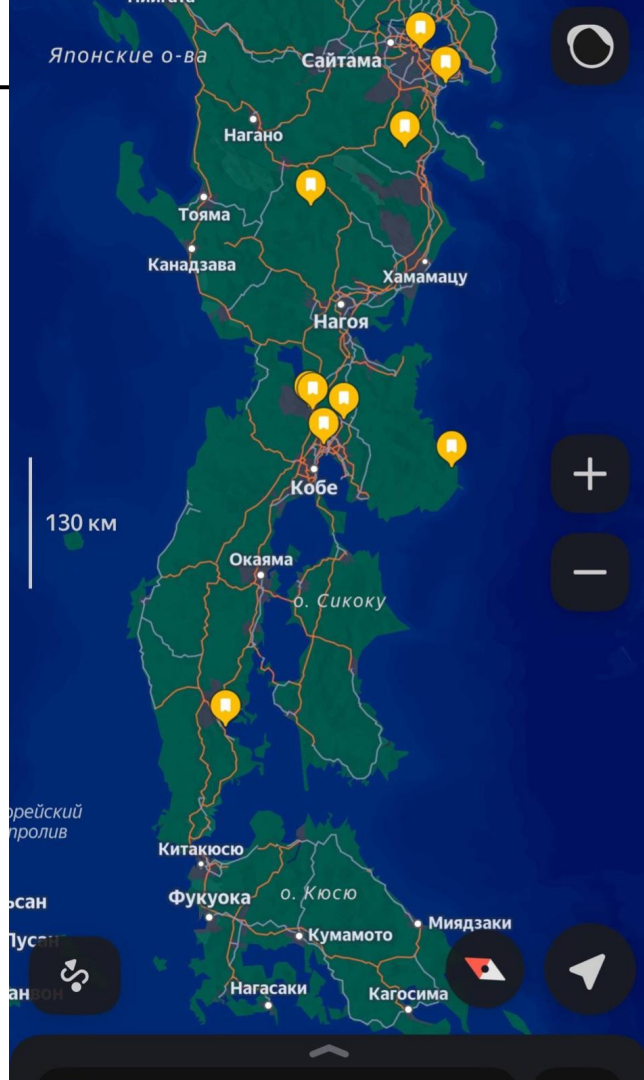 Японские о-ва
Сайтама
Нагано
Тояма
Канадзава
Хамамацу
Нагоя
Кобе
130 км
Окаяма
о. Сикоку
пролив
Китакюсю
Фукуока
о. Кюсю
Миядзаки
Кумамото
Нагасаки
Кагосима